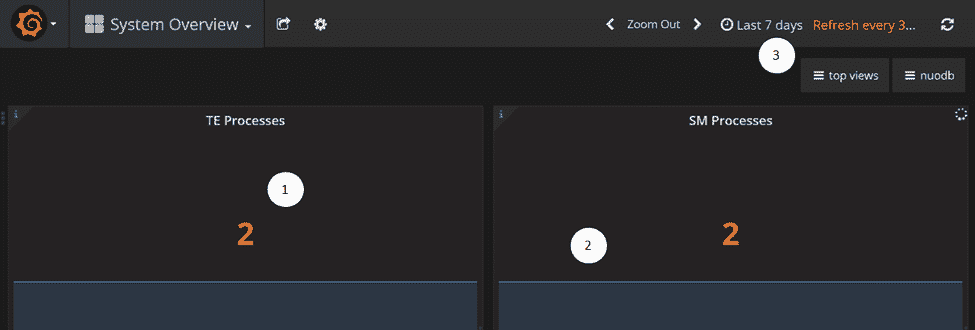 System Overview
Zoom Out
Last 7 days
Refresh every 3...
3
top views
nuodb
TE Processes
SM Processes
1
2
2
2